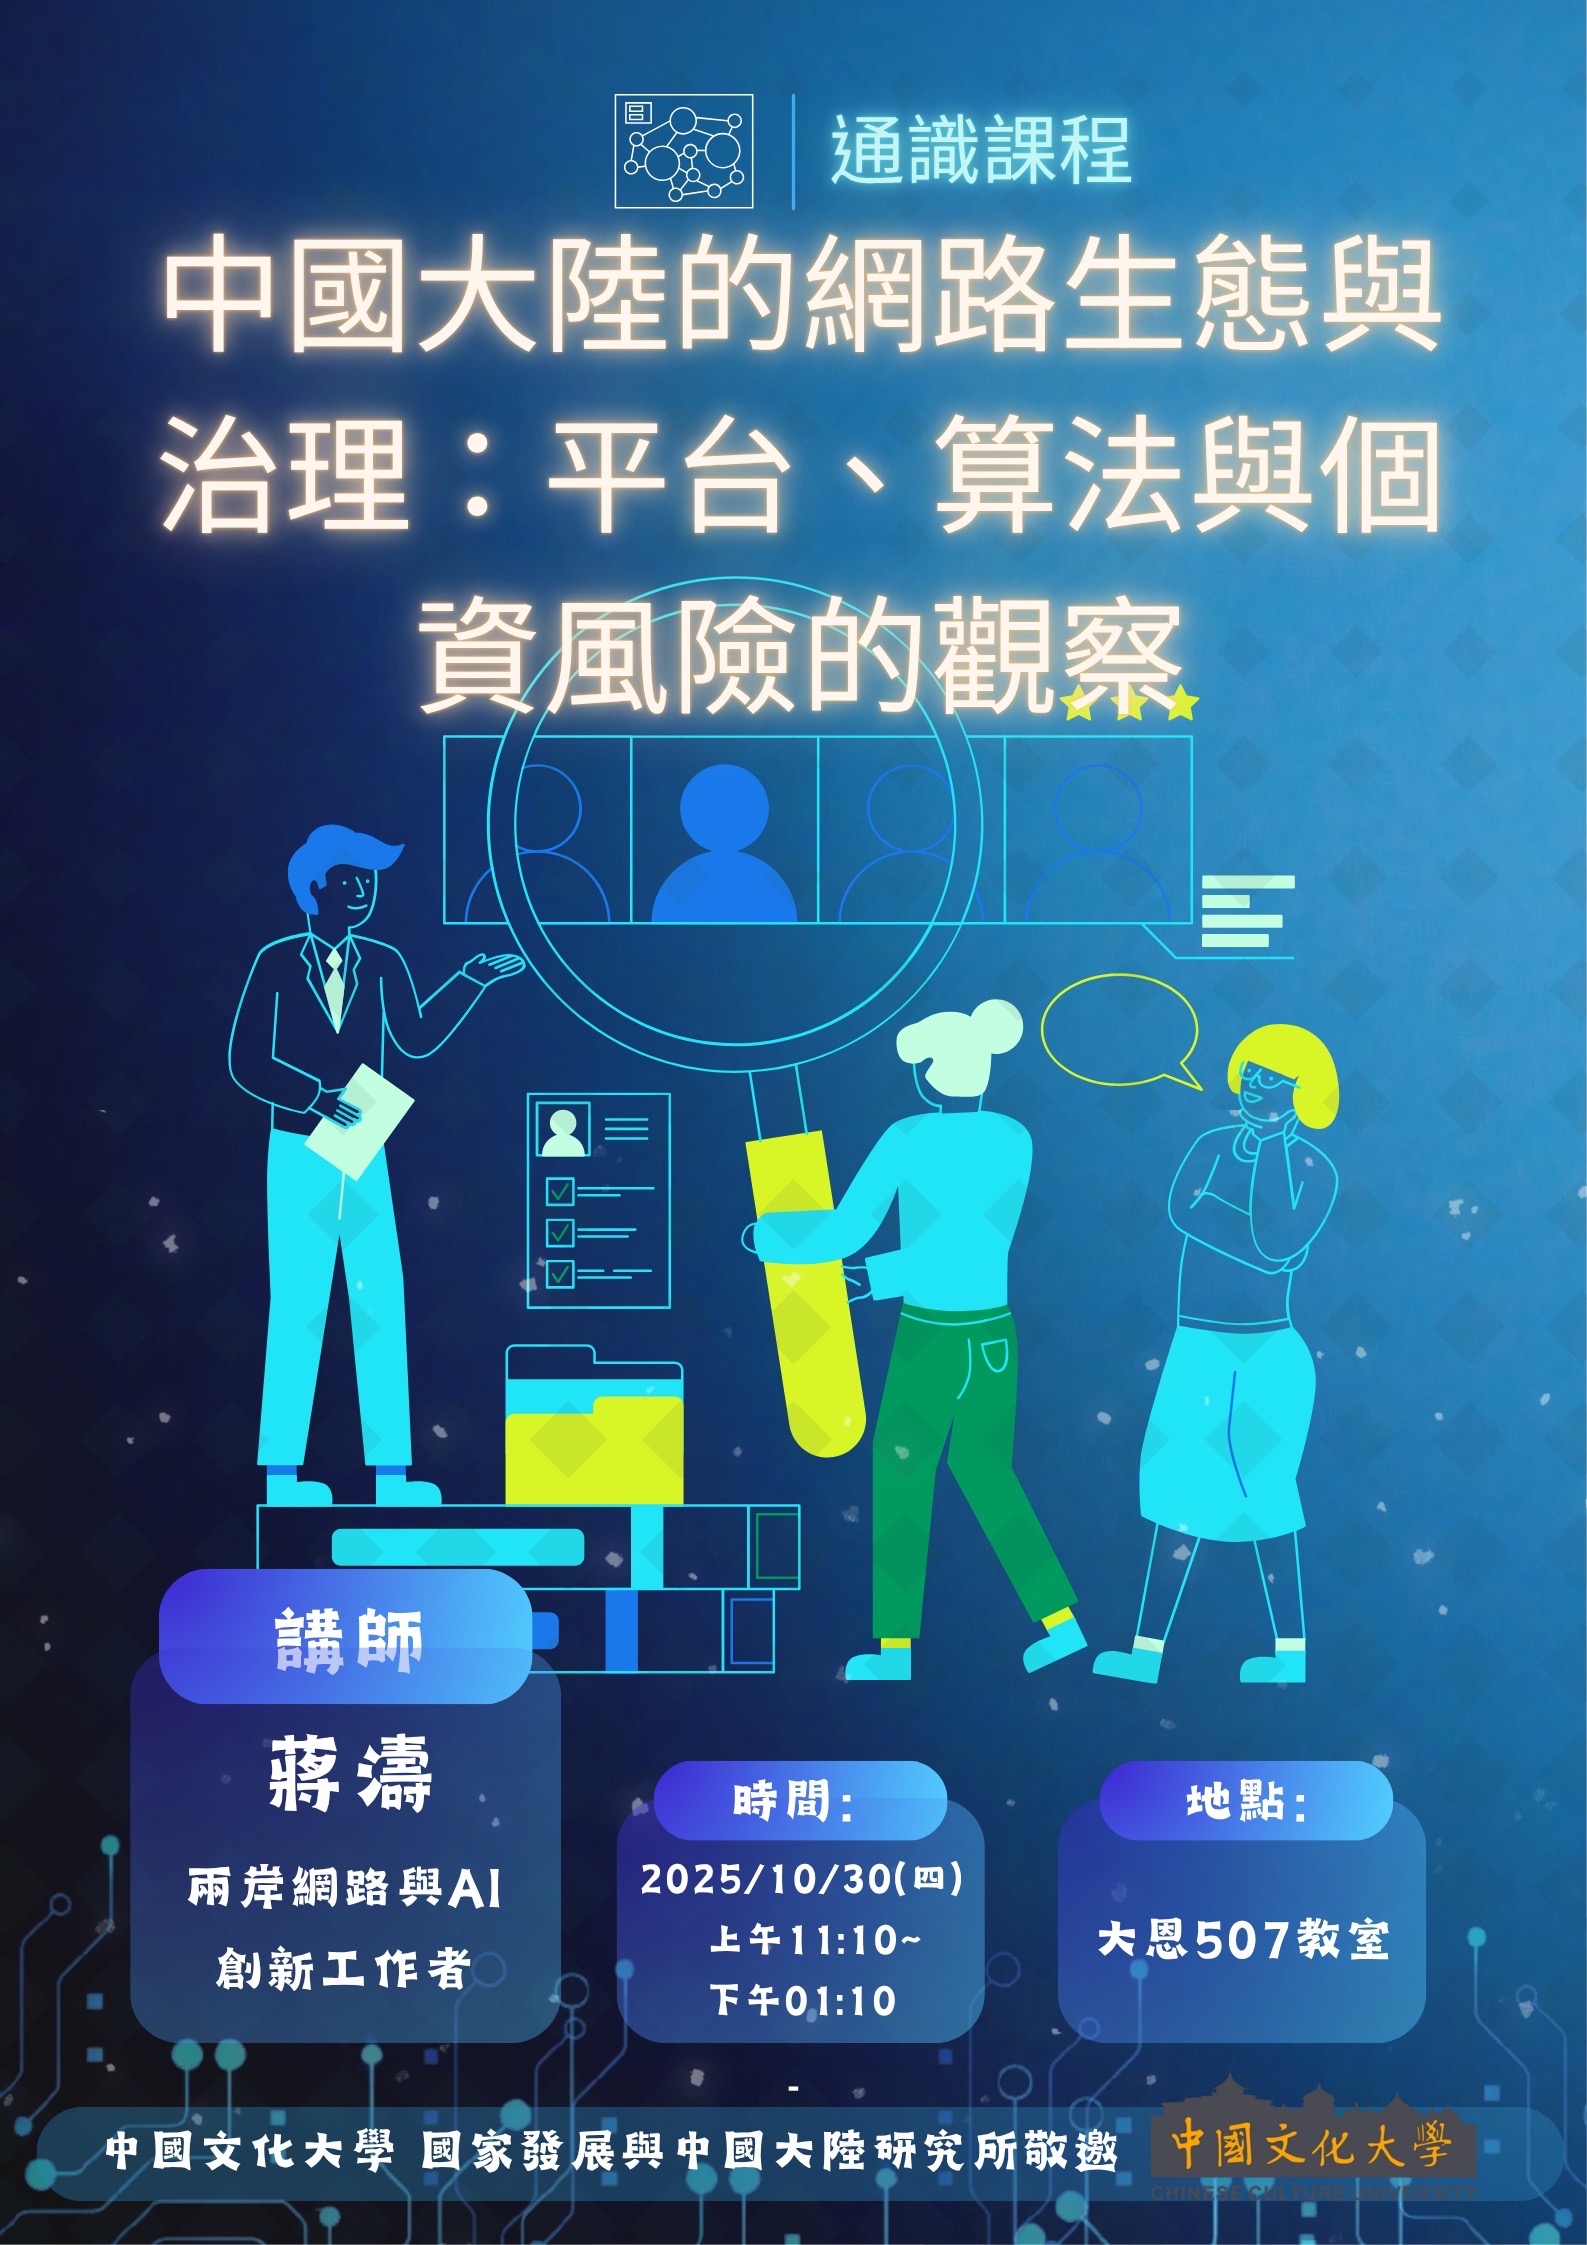 通識課程
中國大陸的網路生態與
治理：平台、算法與個
資風險的觀察
講師
蔣濤
兩岸網路與AI
創新工作者
時間:
2025/10/30(四)
上午11:10~
下午01:10
地點:
大恩507教室
-
中國文化大學 國家發展與中國大陸研究所敬邀
中國文化大學
CHINESE CULTURE UNIVERSITY